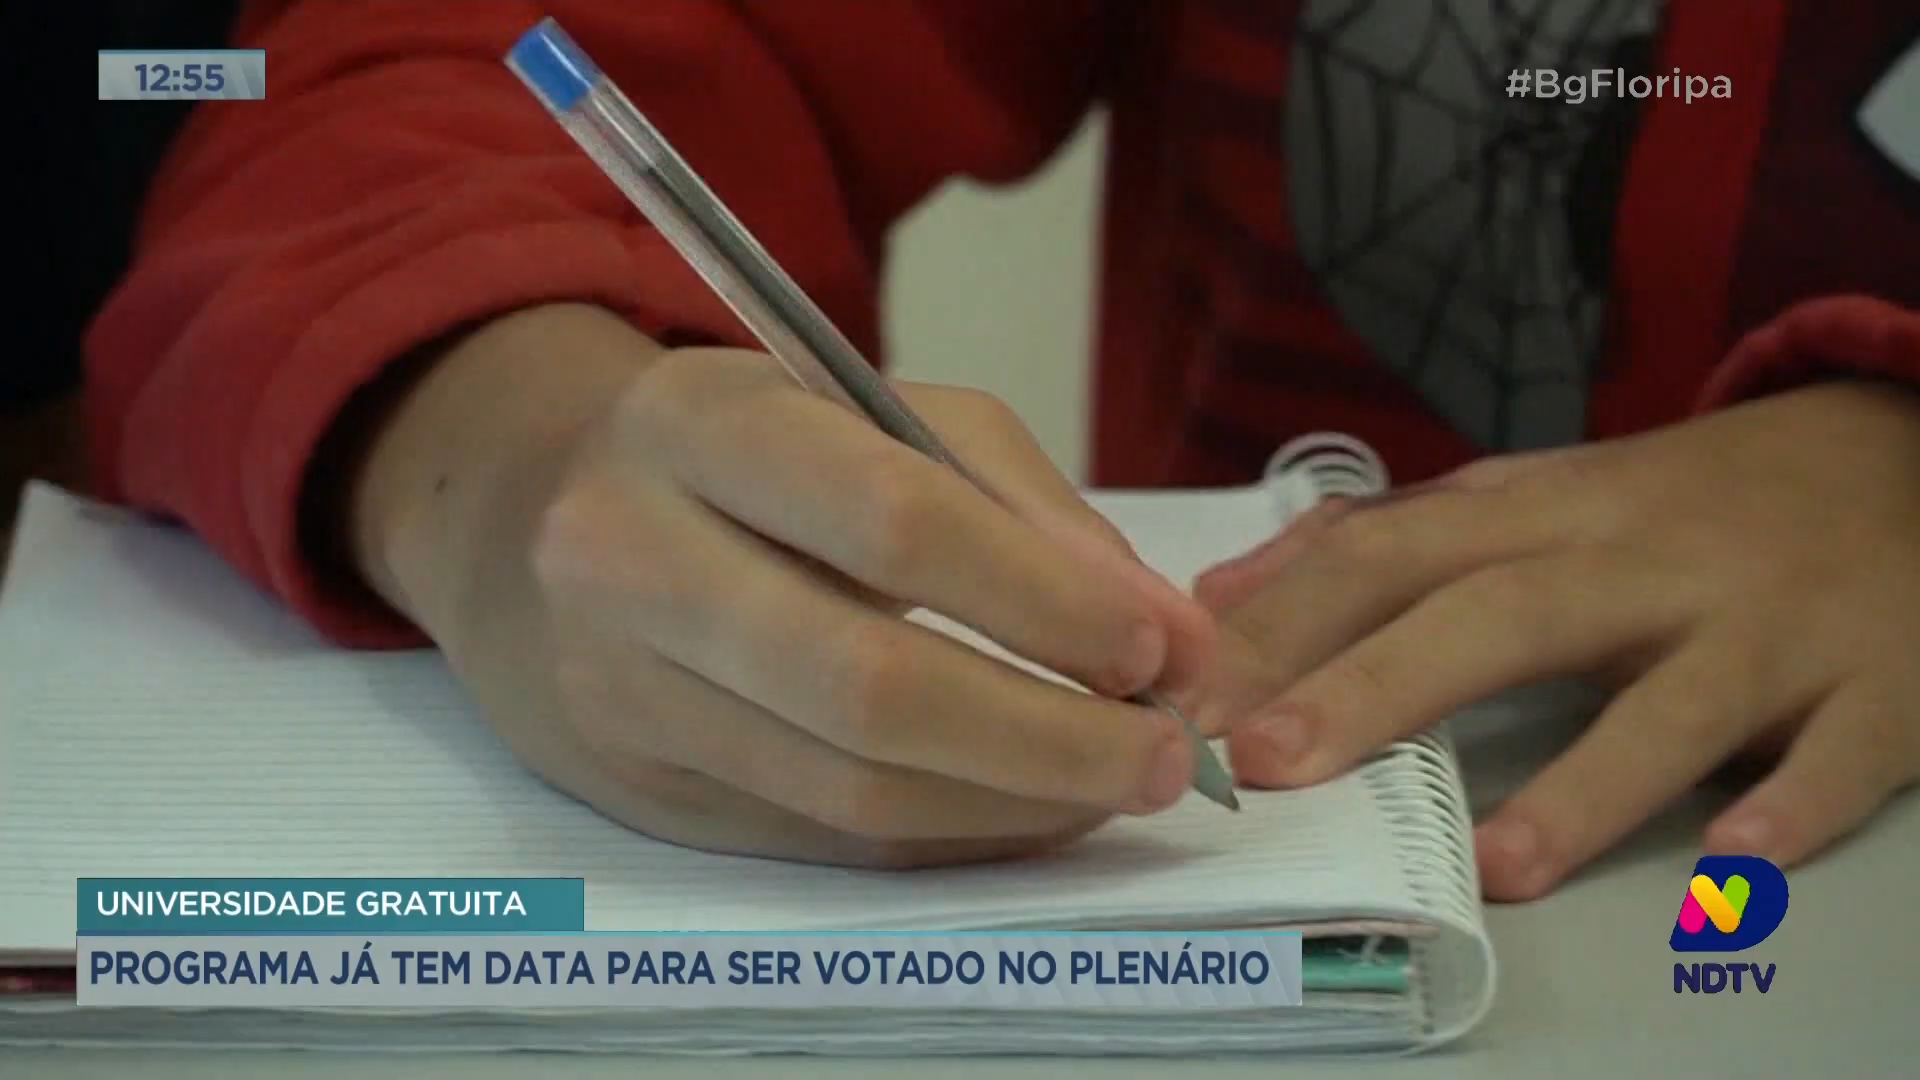 12:55
#BgFloripa
UNIVERSIDADE GRATUITA
PROGRAMA JÁ TEM DATA PARA SER VOTADO NO PLENÁRIO
NDTV